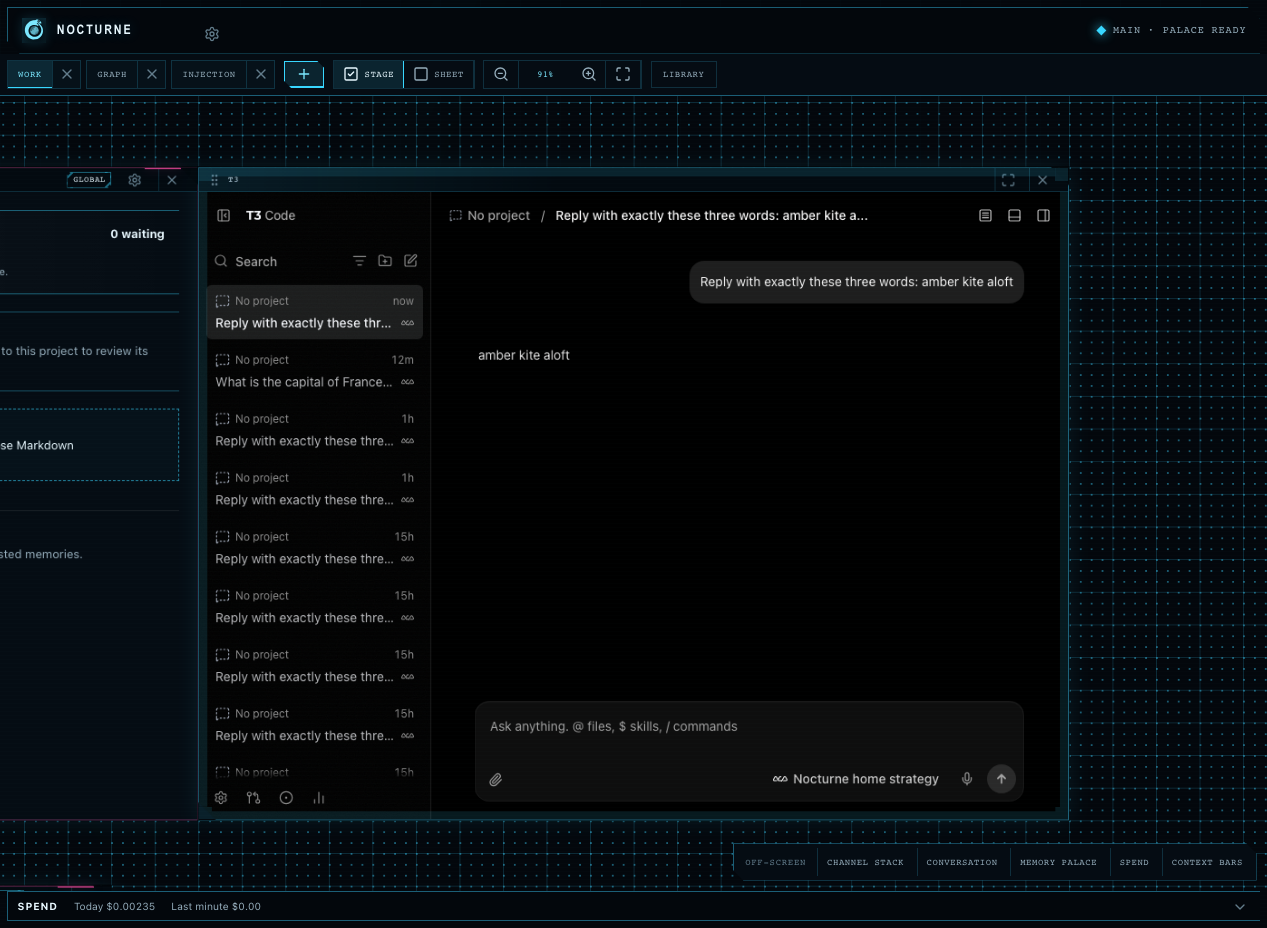 NOCTURNE
MAIN · PALACE READY
WORK
GRAPH
INJECTION
+
STAGE
SHEET
91%
LIBRARY
GLOBAL
0 waiting
e.
to this project to review its
se Markdown
sted memories.
T3
T3 Code
Search
No project now
Reply with exactly these thr...
No project 12m
What is the capital of France...
No project 1h
Reply with exactly these thre...
No project 1h
Reply with exactly these thre...
No project 15h
Reply with exactly these thre...
No project 15h
Reply with exactly these thre...
No project 15h
Reply with exactly these thre...
No project 15h
Reply with exactly these thre...
No project 15h
No project / Reply with exactly these three words: amber kite a...
Reply with exactly these three words: amber kite aloft
amber kite aloft
Ask anything. @ files, $ skills, / commands
Nocturne home strategy
OFF-SCREEN
CHANNEL STACK
CONVERSATION
MEMORY PALACE
SPEND
CONTEXT BARS
SPEND Today $0.00235 Last minute $0.00